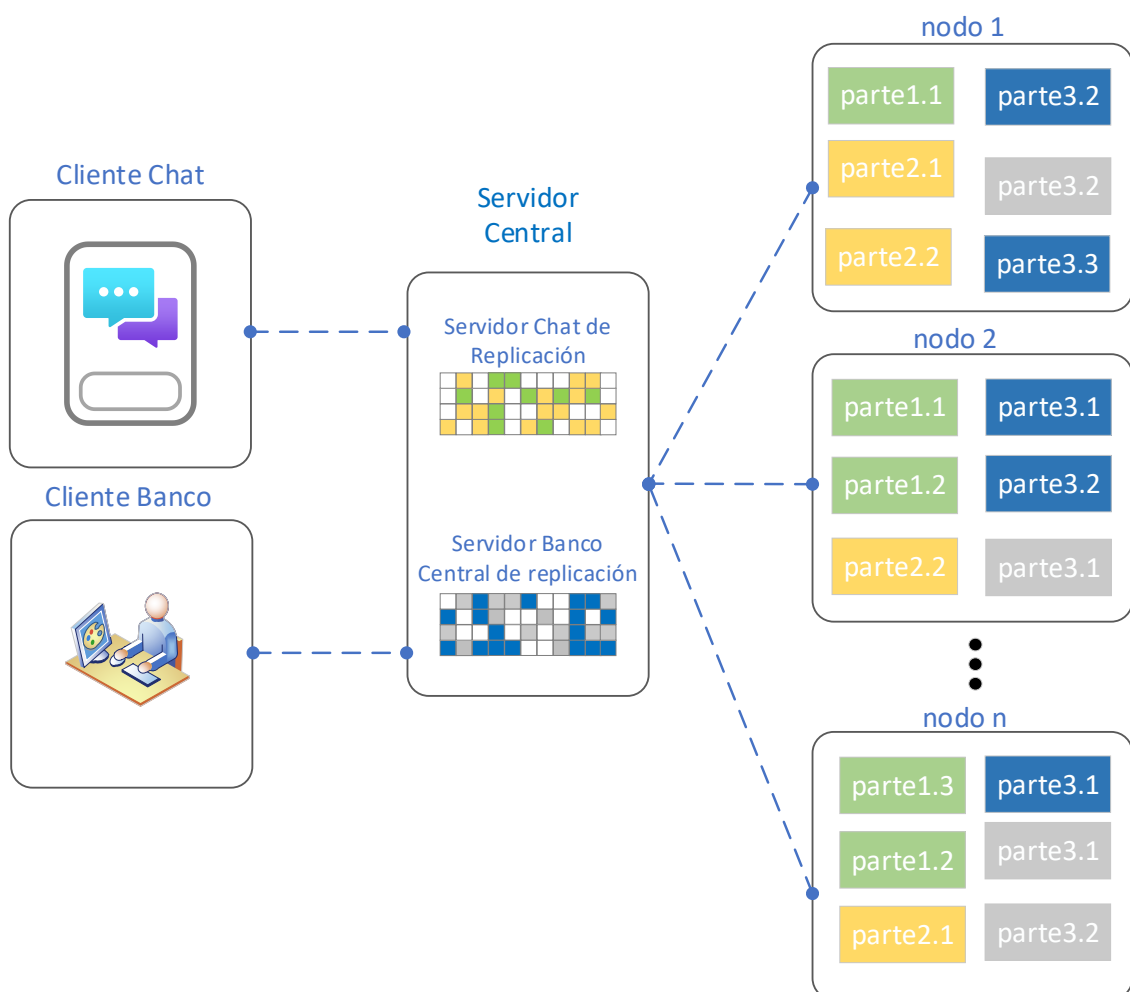 Cliente Chat
Cliente Banco
Servidor
Central
Servidor Chat de
Replicación
Servidor Banco
Central de replicación
nodo 1
parte1.1
parte3.2
parte2.1
parte3.2
parte2.2
parte3.3
nodo 2
parte1.1
parte3.1
parte1.2
parte3.2
parte2.2
parte3.1
nodo n
parte1.3
parte3.1
parte1.2
parte3.1
parte2.1
parte3.2